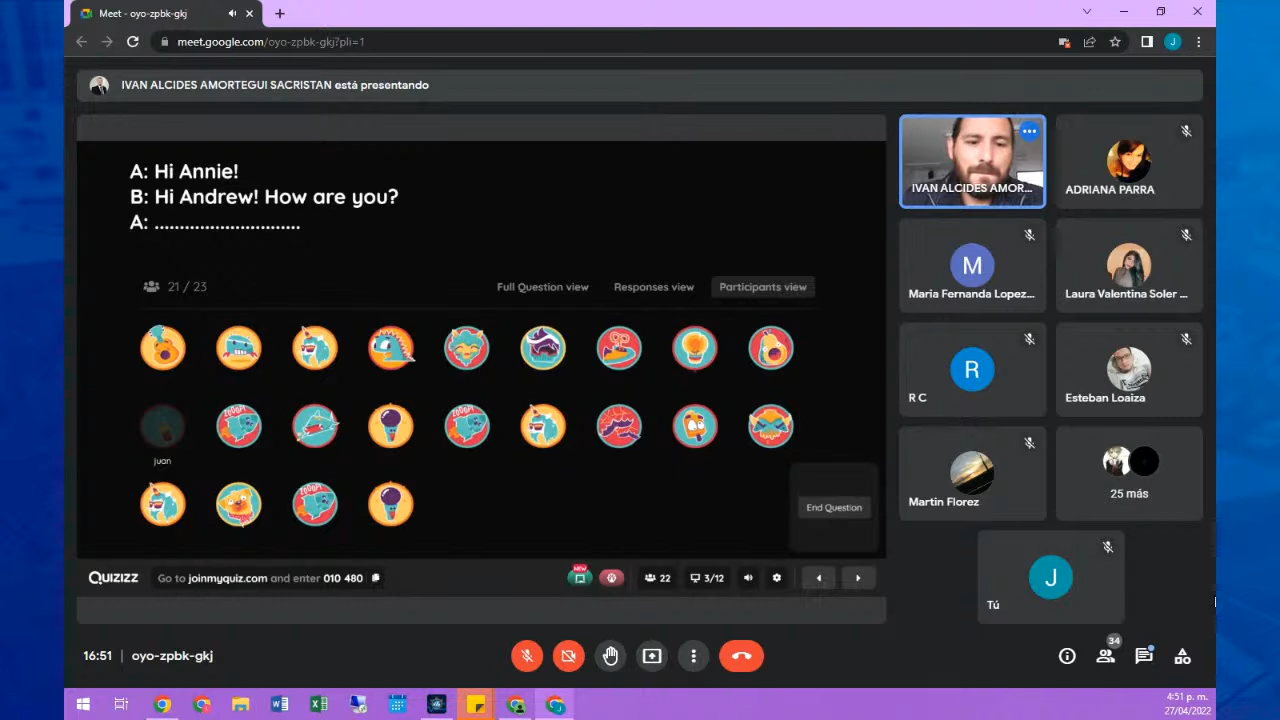 Meet - oyo-zpbk-gkj
meet.google.com/oyo-zpbk-gkj?pli=1
J
IVAN ALCIDES AMORTEGUI SACRISTAN está presentando
A: Hi Annie!
B: Hi Andrew! How are you?
A: .............................
21 / 23
Full Question view
Responses view
Participants view
ZOOOM
ZOOOM
juan
ZOOOM
End Question
QUIZIZZ
Go to joinmyquiz.com and enter 010 480
NEW
22
3/12
IVAN ALCIDES AMOR...
ADRIANA PARRA
M
Maria Fernanda Lopez...
Laura Valentina Soler ...
R
R C
Esteban Loaiza
Martin Florez
25 más
J
Tú
16:51
oyo-zpbk-gkj
34
4:51 p. m.
27/04/2022